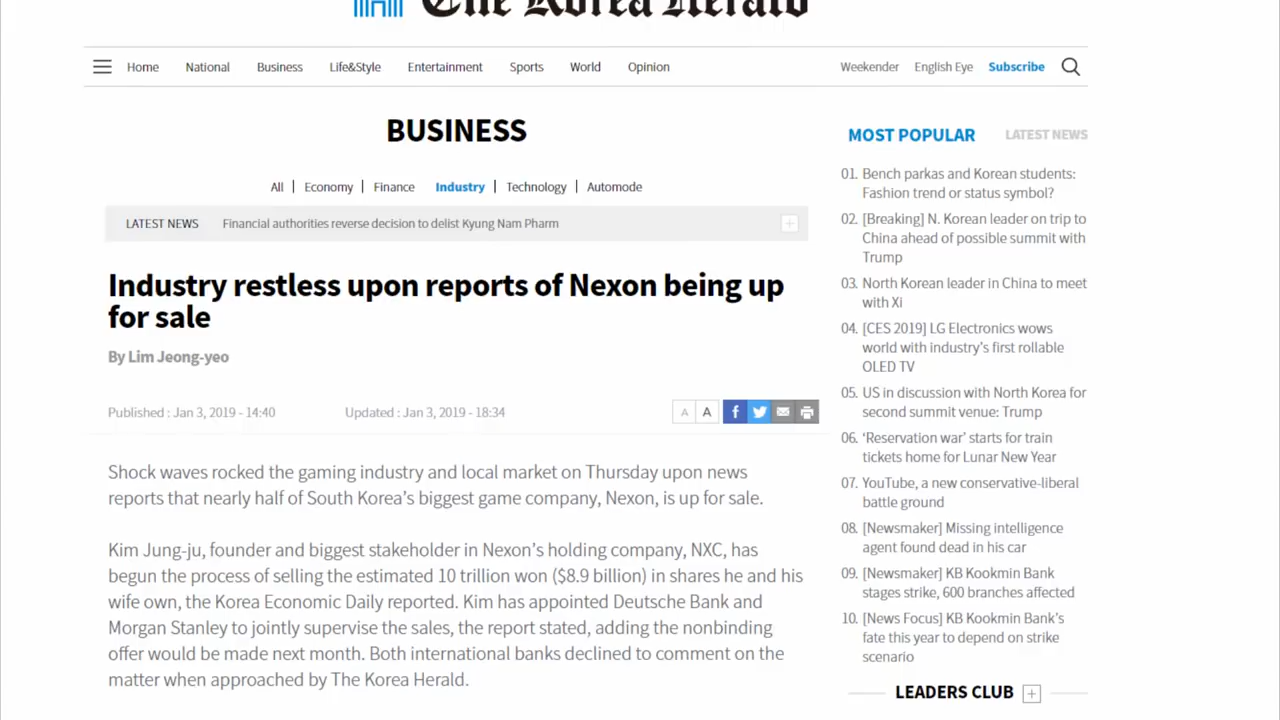 The Korea Herald
Home National Business Life&Style Entertainment Sports World Opinion
Weekender English Eye Subscribe
BUSINESS
All | Economy | Finance Industry | Technology | Automode
LATEST NEWS Financial authorities reverse decision to delist Kyung Nam Pharm
Industry restless upon reports of Nexon being up
for sale
By Lim Jeong-yeo
Published : Jan 3, 2019 - 14:40 Updated : Jan 3, 2019 - 18:34
A A f
Shock waves rocked the gaming industry and local market on Thursday upon news
reports that nearly half of South Korea's biggest game company, Nexon, is up for sale.
Kim Jung-ju, founder and biggest stakeholder in Nexon's holding company, NXC, has
begun the process of selling the estimated 10 trillion won ($8.9 billion) in shares he and his
wife own, the Korea Economic Daily reported. Kim has appointed Deutsche Bank and
Morgan Stanley to jointly supervise the sales, the report stated, adding the nonbinding
offer would be made next month. Both international banks declined to comment on the
matter when approached by The Korea Herald.
MOST POPULAR LATEST NEWS
01. Bench parkas and Korean students:
Fashion trend or status symbol?
02. [Breaking] N. Korean leader on trip to
China ahead of possible summit with
Trump
03. North Korean leader in China to meet
with Xi
04. [CES 2019] LG Electronics wows
world with industry's first rollable
OLED TV
05. US in discussion with North Korea for
second summit venue: Trump
06. 'Reservation war' starts for train
tickets home for Lunar New Year
07. YouTube, a new conservative-liberal
battle ground
08. [Newsmaker] Missing intelligence
agent found dead in his car
09. [Newsmaker] KB Kookmin Bank
stages strike, 600 branches affected
10. [News Focus] KB Kookmin Bank's
fate this year to depend on strike
scenario
LEADERS CLUB